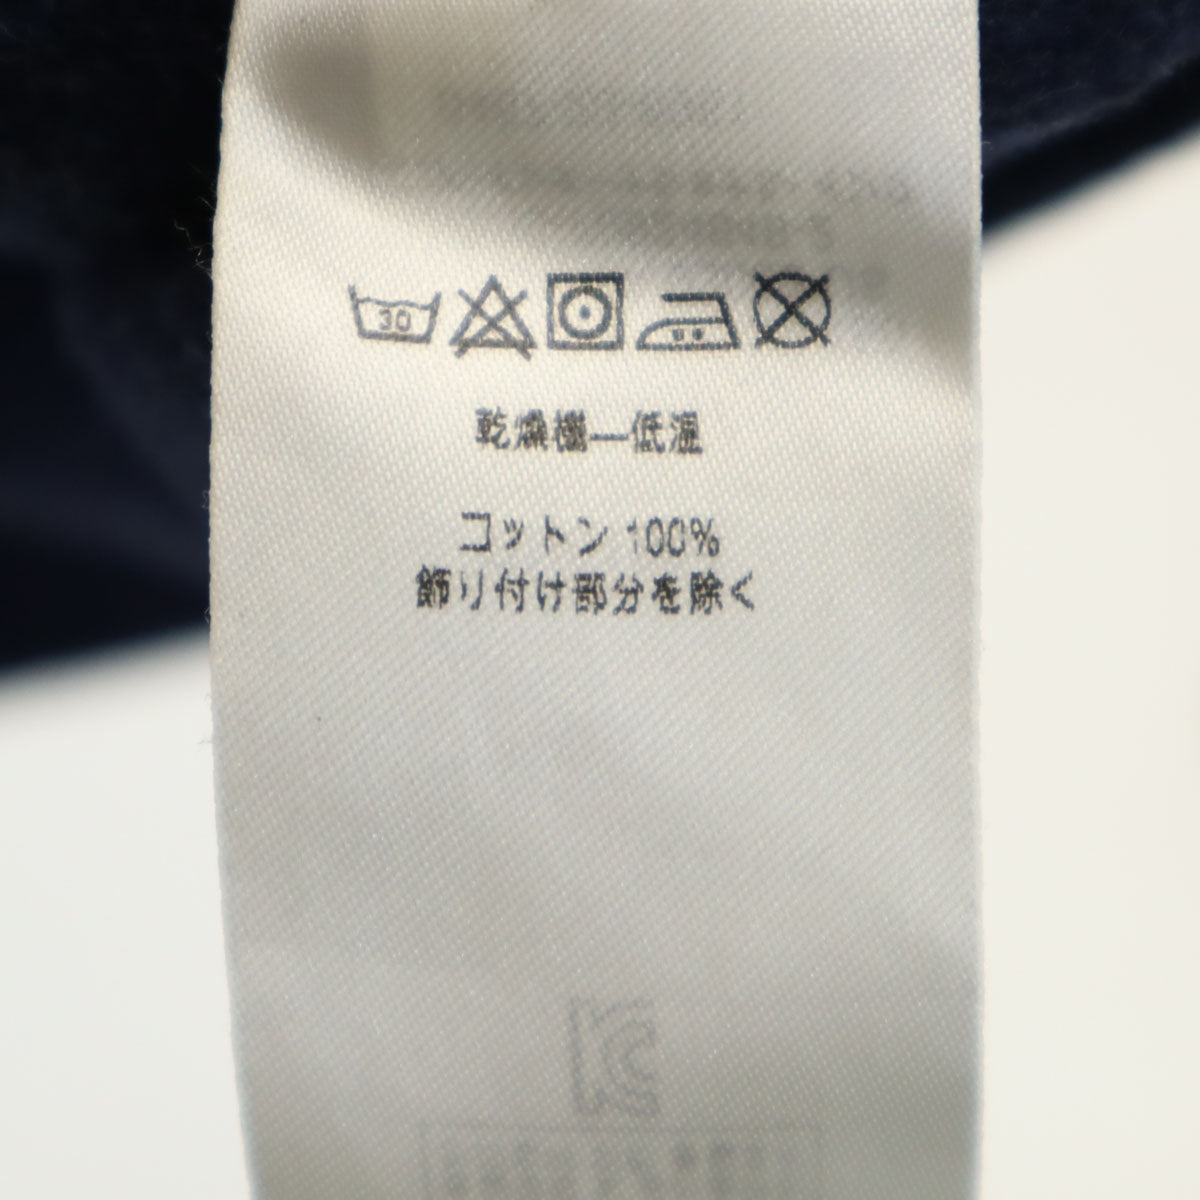 30
乾燥機—低温
コットン 100%
飾り付け部分を除く